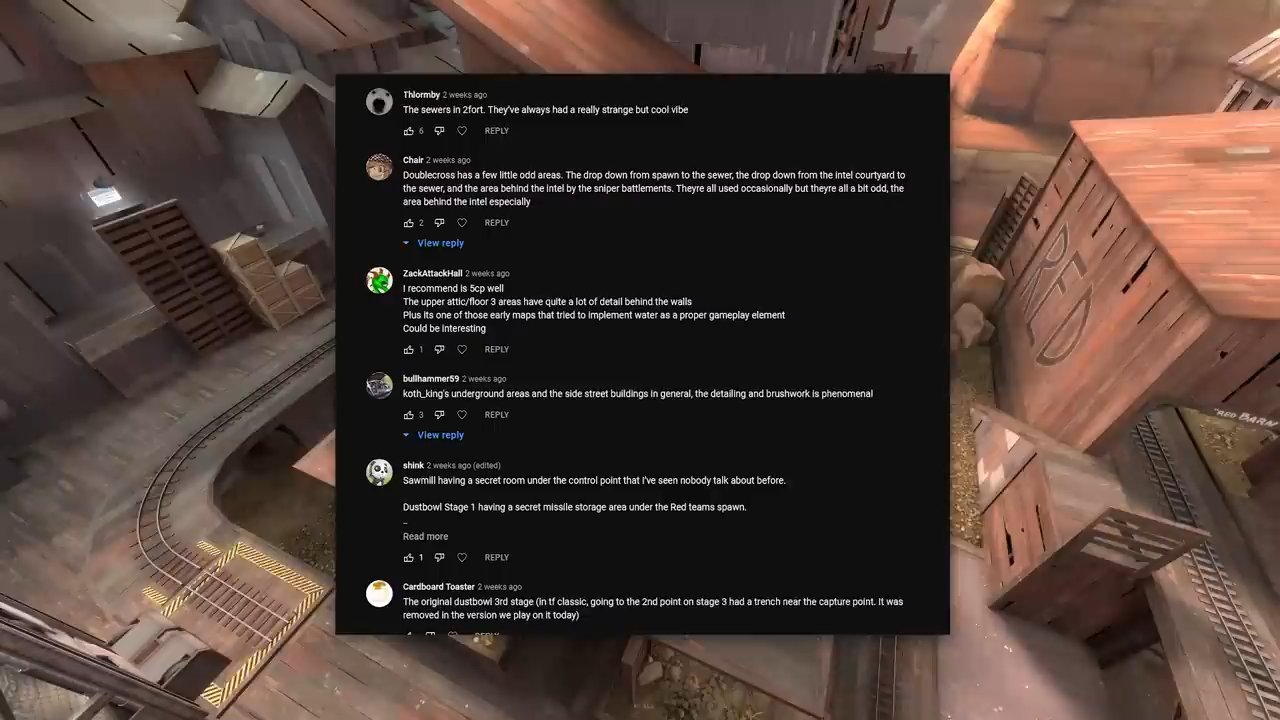 Thlormby 2 weeks ago
The sewers in 2fort. They've always had a really strange but cool vibe
6 REPLY
Chair 2 weeks ago
Doublecross has a few little odd areas. The drop down from spawn to the sewer, the drop down from the intel courtyard to
the sewer, and the area behind the intel by the sniper battlements. Theyre all used occasionally but theyre all a bit odd, the
area behind the intel especially
2 REPLY
View reply
ZackAttackHall 2 weeks ago
I recommend is 5cp well
The upper attic/floor 3 areas have quite a lot of detail behind the walls
Plus its one of those early maps that tried to implement water as a proper gameplay element
Could be interesting
1 REPLY
bullhammer59 2 weeks ago
koth_king's underground areas and the side street buildings in general, the detailing and brushwork is phenomenal
3 REPLY
View reply
shink 2 weeks ago (edited)
Sawmill having a secret room under the control point that I've seen nobody talk about before.
Dustbowl Stage 1 having a secret missile storage area under the Red teams spawn.
Read more
1 REPLY
Cardboard Toaster 2 weeks ago
The original dustbowl 3rd stage (in tf classic, going to the 2nd point on stage 3 had a trench near the capture point. It was
removed in the version we play on it today)
REPLY
RED
"RED BARN